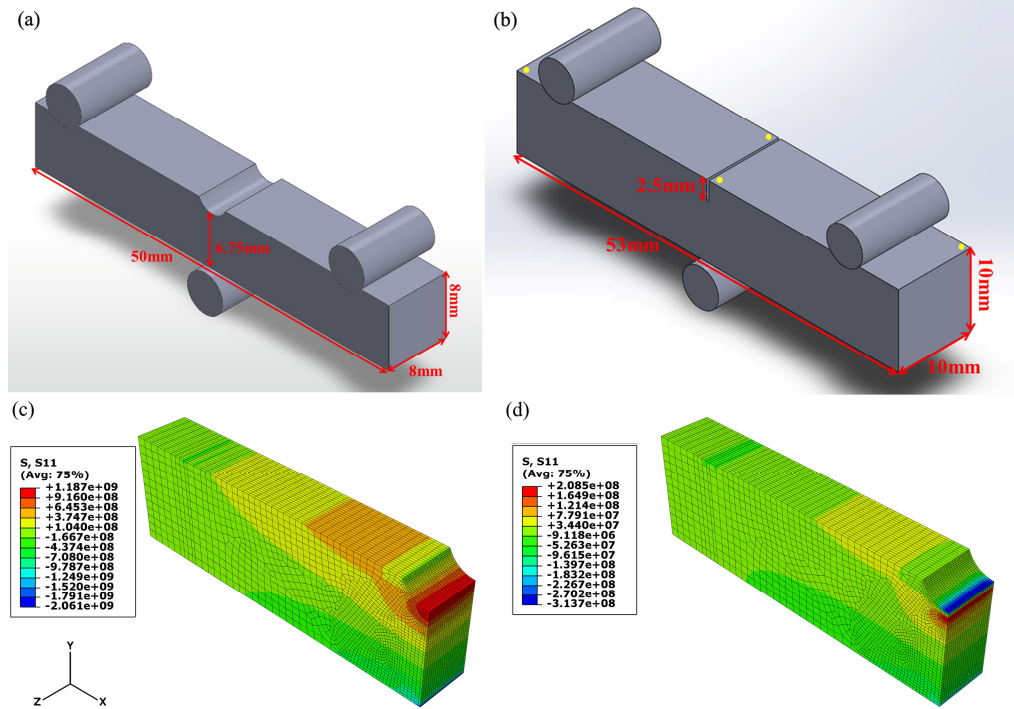 (a)
6.75mm
50mm
8mm
8mm
(b)
2.5mm
53mm
10mm
10mm
(c)
S, S11
(Avg: 75%)
+1.187e+09
+9.160e+08
+6.453e+08
+3.747e+08
+1.040e+08
-1.667e+08
-4.374e+08
-7.080e+08
-9.787e+08
-1.249e+09
-1.520e+09
-1.791e+09
-2.061e+09
Y
Z
X
(d)
S, S11
(Avg: 75%)
+2.085e+08
+1.649e+08
+1.214e+08
+7.791e+07
+3.440e+07
-9.118e+06
-5.263e+07
-9.615e+07
-1.397e+08
-1.832e+08
-2.267e+08
-2.702e+08
-3.137e+08